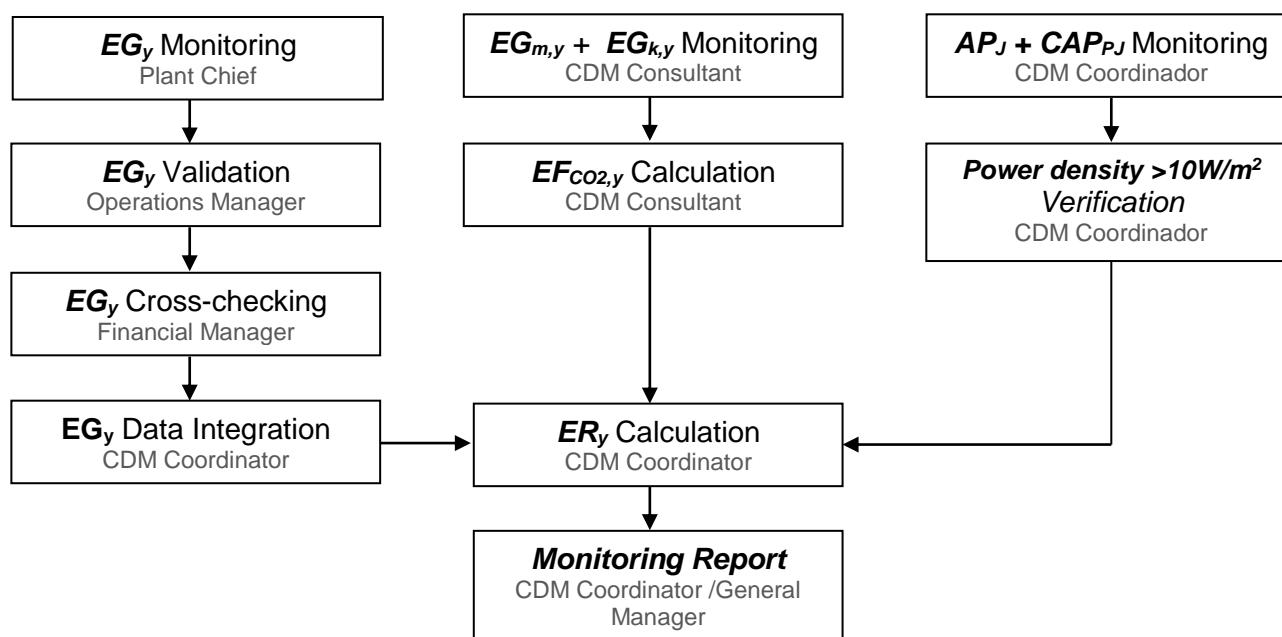 EGy Monitoring
Plant Chief
EGm,y + EGk,y Monitoring
CDM Consultant
APJ + CAPPJ Monitoring
CDM Coordinador
EGy Validation
Operations Manager
EFCO2,y Calculation
CDM Consultant
Power density >10W/m2
Verification
CDM Coordinador
EGy Cross-checking
Financial Manager
EGy Data Integration
CDM Coordinator
ERy Calculation
CDM Coordinator
Monitoring Report
CDM Coordinator /General
Manager